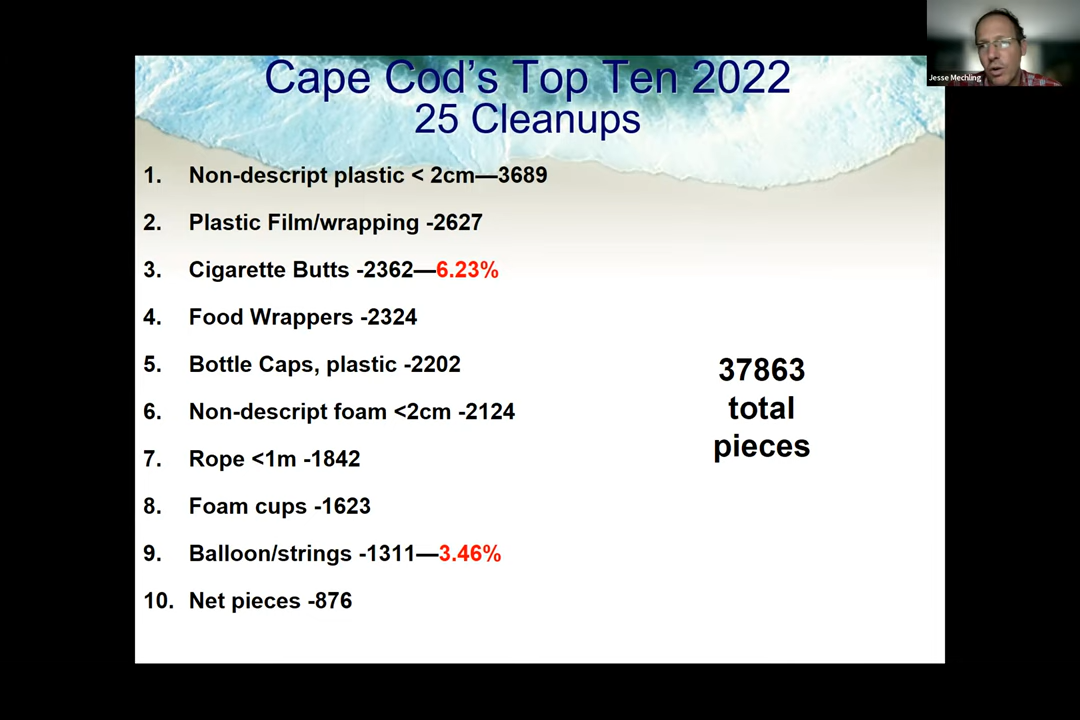 Jesse Mechling
Cape Cod's Top Ten 2022
25 Cleanups
1. Non-descript plastic < 2cm—3689
2. Plastic Film/wrapping -2627
3. Cigarette Butts -2362—6.23%
4. Food Wrappers -2324
5. Bottle Caps, plastic -2202
6. Non-descript foam <2cm -2124
7. Rope <1m -1842
8. Foam cups -1623
9. Balloon/strings -1311—3.46%
10. Net pieces -876
37863
total
pieces